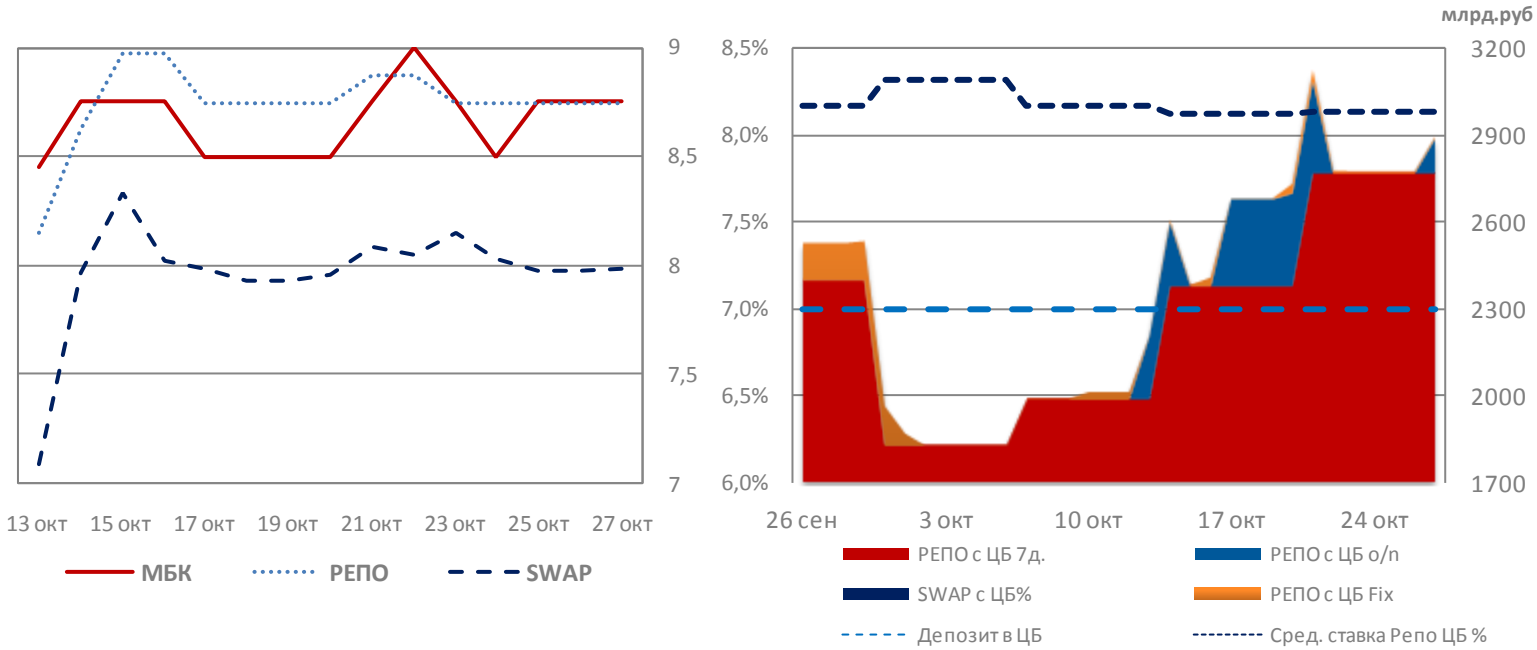 млрд.руб
9
8,5
8
7,5
7
13 окт 15 окт 17 окт 19 окт 21 окт 23 окт 25 окт 27 окт
МБК РЕПО SWAP
8,5% 3200
8,0% 2900
7,5% 2600
7,0% 2300
6,5% 2000
6,0% 1700
26 сен 3 окт 10 окт 17 окт 24 окт
РЕПО с ЦБ 7д. РЕПО с ЦБ o/n
SWAP с ЦБ% РЕПО с ЦБ Fix
Депозит в ЦБ Сред. ставка Репо ЦБ %